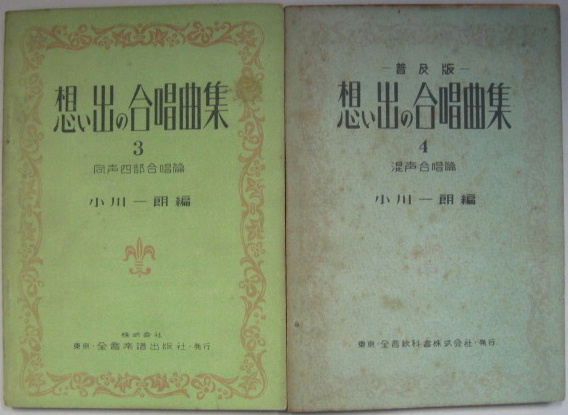 想い出の合唱曲集
3
同声四部合唱篇
小川一朗編
株式会社
東京・全音楽譜出版社・発行
—普及版—
想い出の合唱曲集
4
混声合唱篇
小川一朗編
東京・全音教科書株式会社・発行